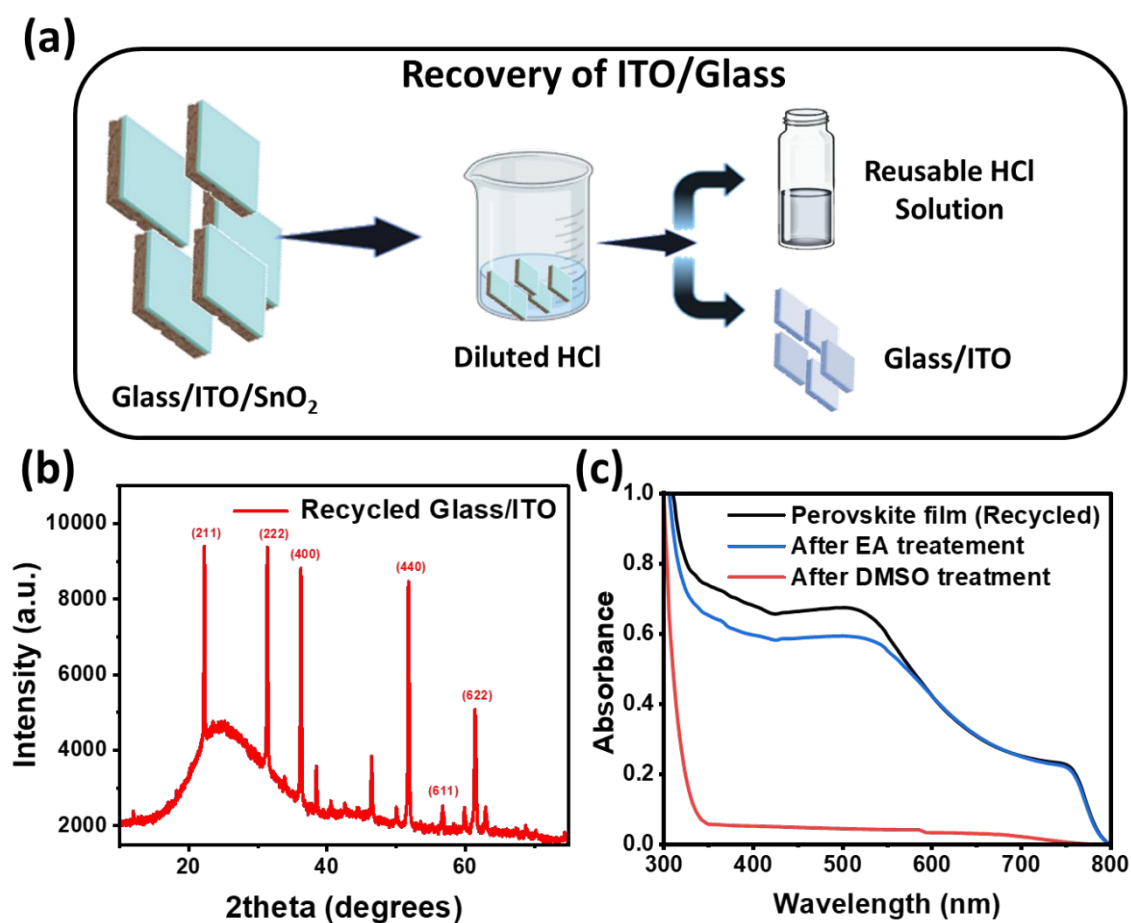 (a)
Recovery of ITO/Glass
Glass/ITO/SnO₂
Diluted HCl
Reusable HCl
Solution
Glass/ITO
(b)
Recycled Glass/ITO
(211)
(222)
(400)
(440)
(611)
(622)
10000
8000
6000
4000
2000
Intensity (a.u.)
20
40
60
2theta (degrees)
(c)
Perovskite film (Recycled)
After EA treatement
After DMSO treatment
1.0
0.8
0.6
0.4
0.2
0.0
Absorbance
300
400
500
600
700
800
Wavelength (nm)